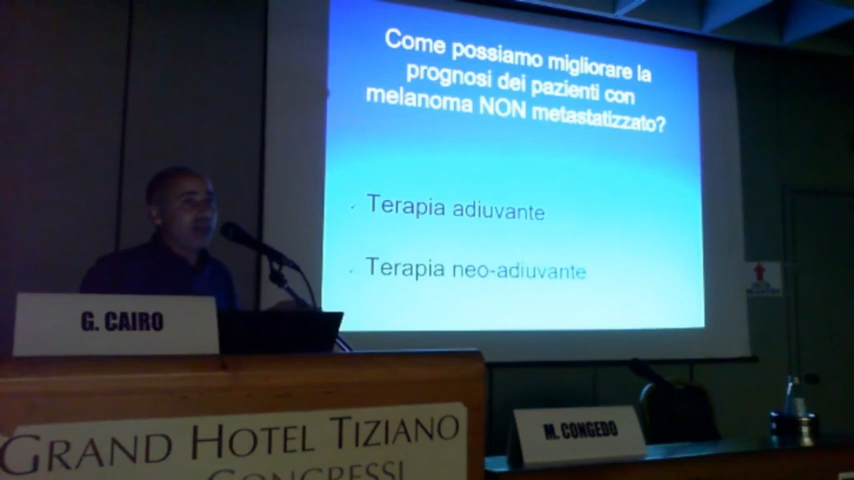 Come possiamo migliorare la
prognosi dei pazienti con
melanoma NON metastatizzato?
Terapia adiuvante
Terapia neo-adiuvante
G. CAIRO
M. CONGEDO
GRAND HOTEL TIZIANO
CONGRESSI